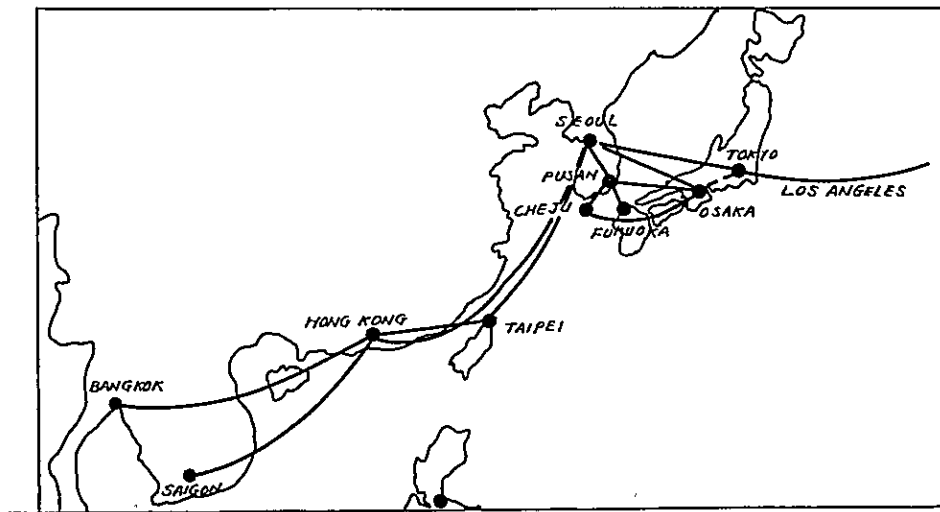 SEOUL
TOKYO
PUSAN
LOS ANGELES
CHEJU
OSAKA
FUKUOKA
HONG KONG
TAIPEI
BANGKOK
SAIGON